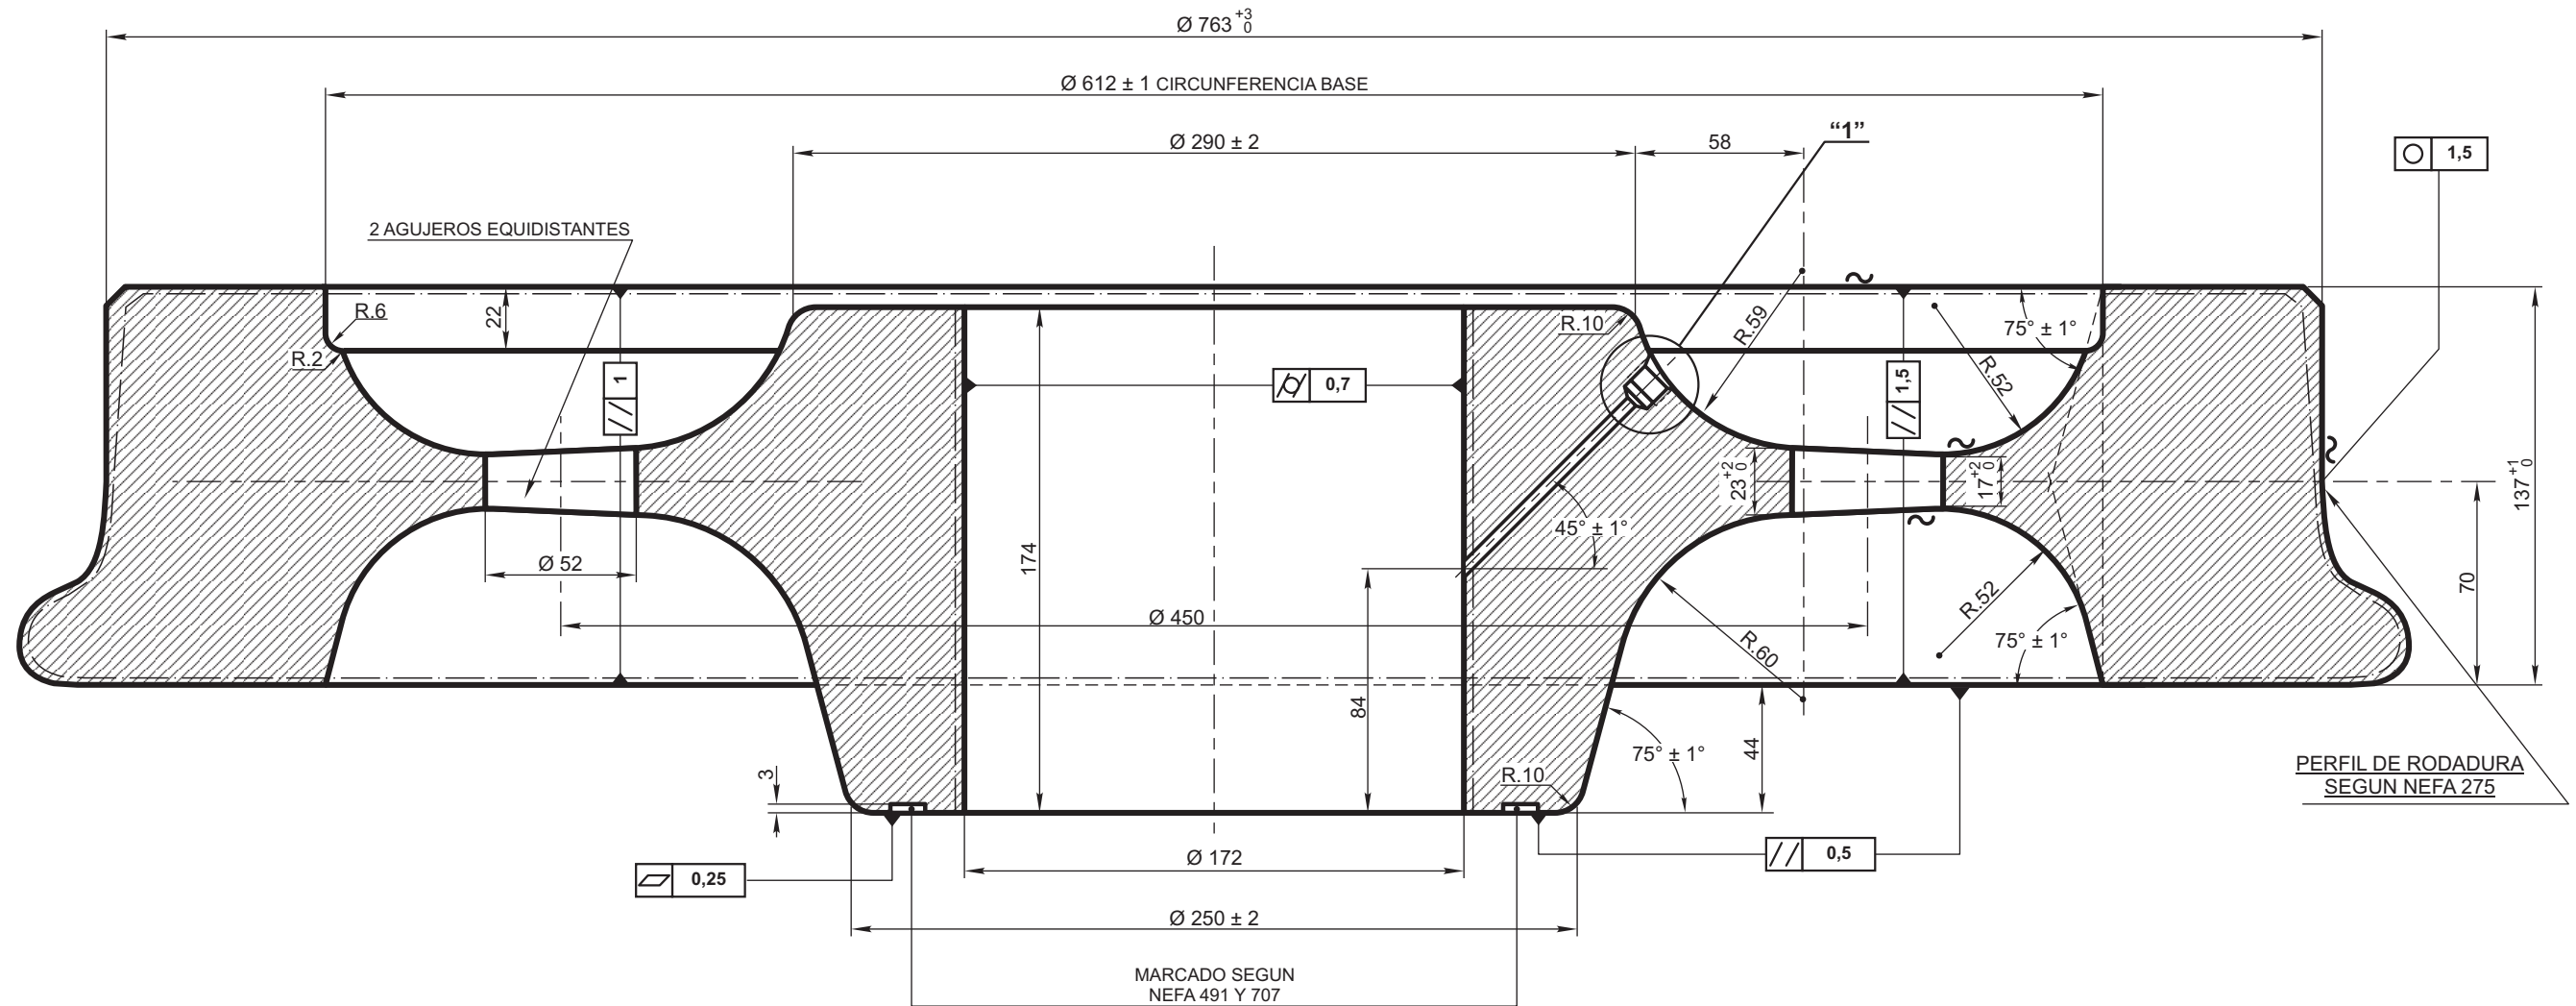 Ø 763 +3 0
Ø 612 ± 1 CIRCUNFERENCIA BASE
Ø 290 ± 2
58
“1”
1,5
2 AGUJEROS EQUIDISTANTES
R.6
22
R.2
1
R.10
R.59
75° ± 1°
R.52
1,5
0,7
23 +2 0
17 +2 0
137 +1 0
45° ± 1°
174
Ø 52
Ø 450
R.52
R.60
75° ± 1°
70
84
44
75° ± 1°
3
R.10
PERFIL DE RODADURA
SEGUN NEFA 275
0,25
Ø 172
0,5
Ø 250 ± 2
MARCADO SEGUN
NEFA 491 Y 707